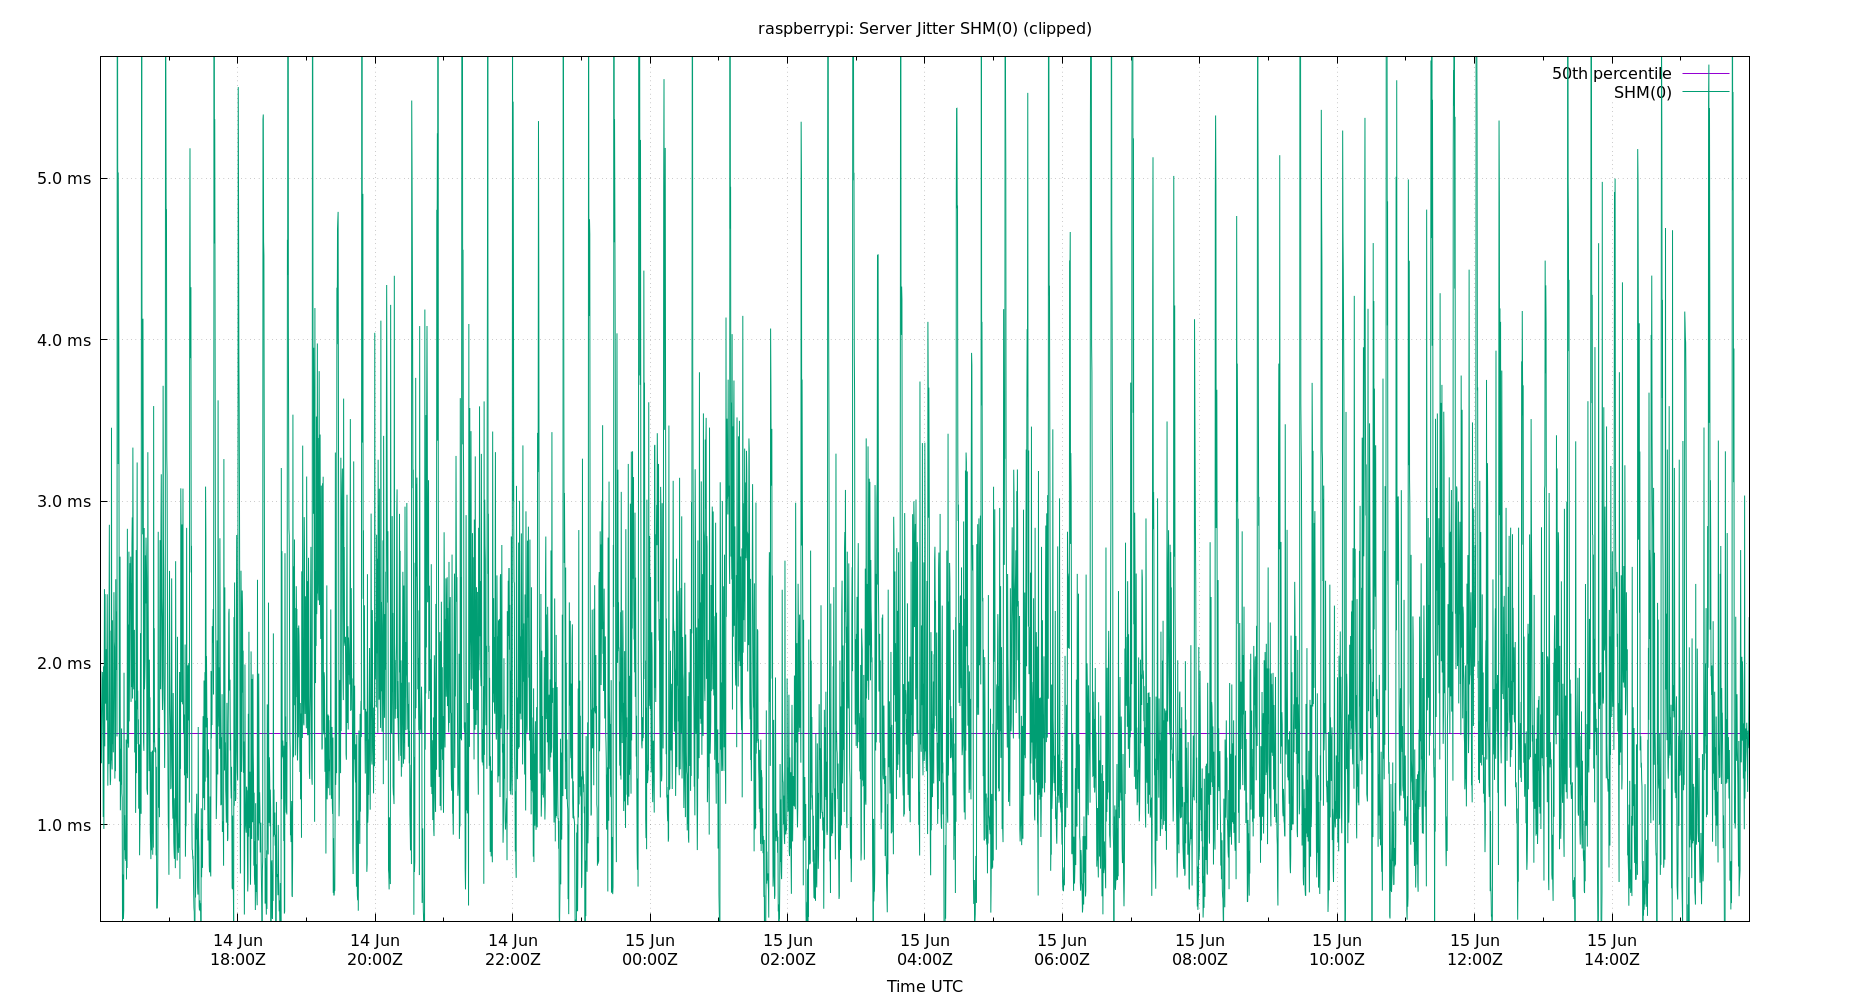 raspberrypi: Server Jitter SHM(0) (clipped)
50th percentile
SHM(0)
5.0 ms
4.0 ms
3.0 ms
2.0 ms
1.0 ms
14 Jun 14 Jun 14 Jun 15 Jun 15 Jun 15 Jun 15 Jun 15 Jun 15 Jun 15 Jun 15 Jun
18:00Z 20:00Z 22:00Z 00:00Z 02:00Z 04:00Z 06:00Z 08:00Z 10:00Z 12:00Z 14:00Z
Time UTC